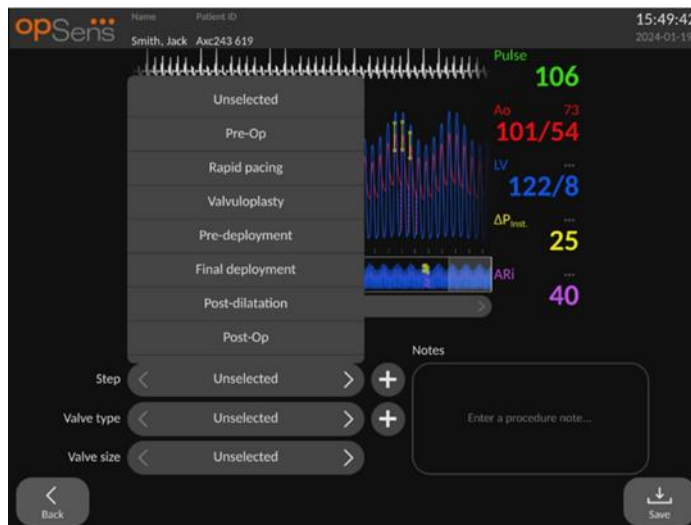 opSens
Name Patient ID
Smith, Jack Axc243 619
15:49:42
2024-01-19
Pulse
106
Ao 73
101/54
LV ---
122/8
ΔPInst. ---
25
ARi ---
40
Unselected
Pre-Op
Rapid pacing
Valvuloplasty
Pre-deployment
Final deployment
Post-dilatation
Post-Op
Notes
Step Unselected
Valve type Unselected
Enter a procedure note...
Valve size Unselected
Back
Save